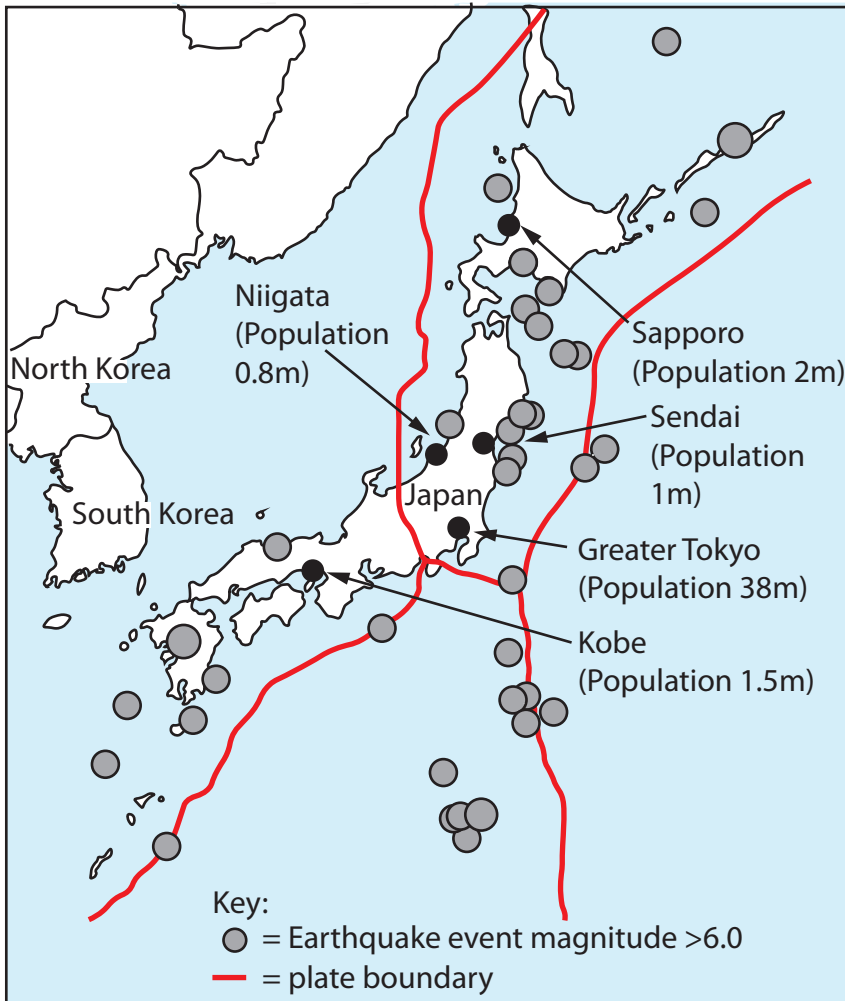 Niigata
(Population
0.8m)
North Korea
Sapporo
(Population 2m)
Sendai
(Population
1m)
Japan
South Korea
Greater Tokyo
(Population 38m)
Kobe
(Population 1.5m)
Key:
= Earthquake event magnitude >6.0
= plate boundary